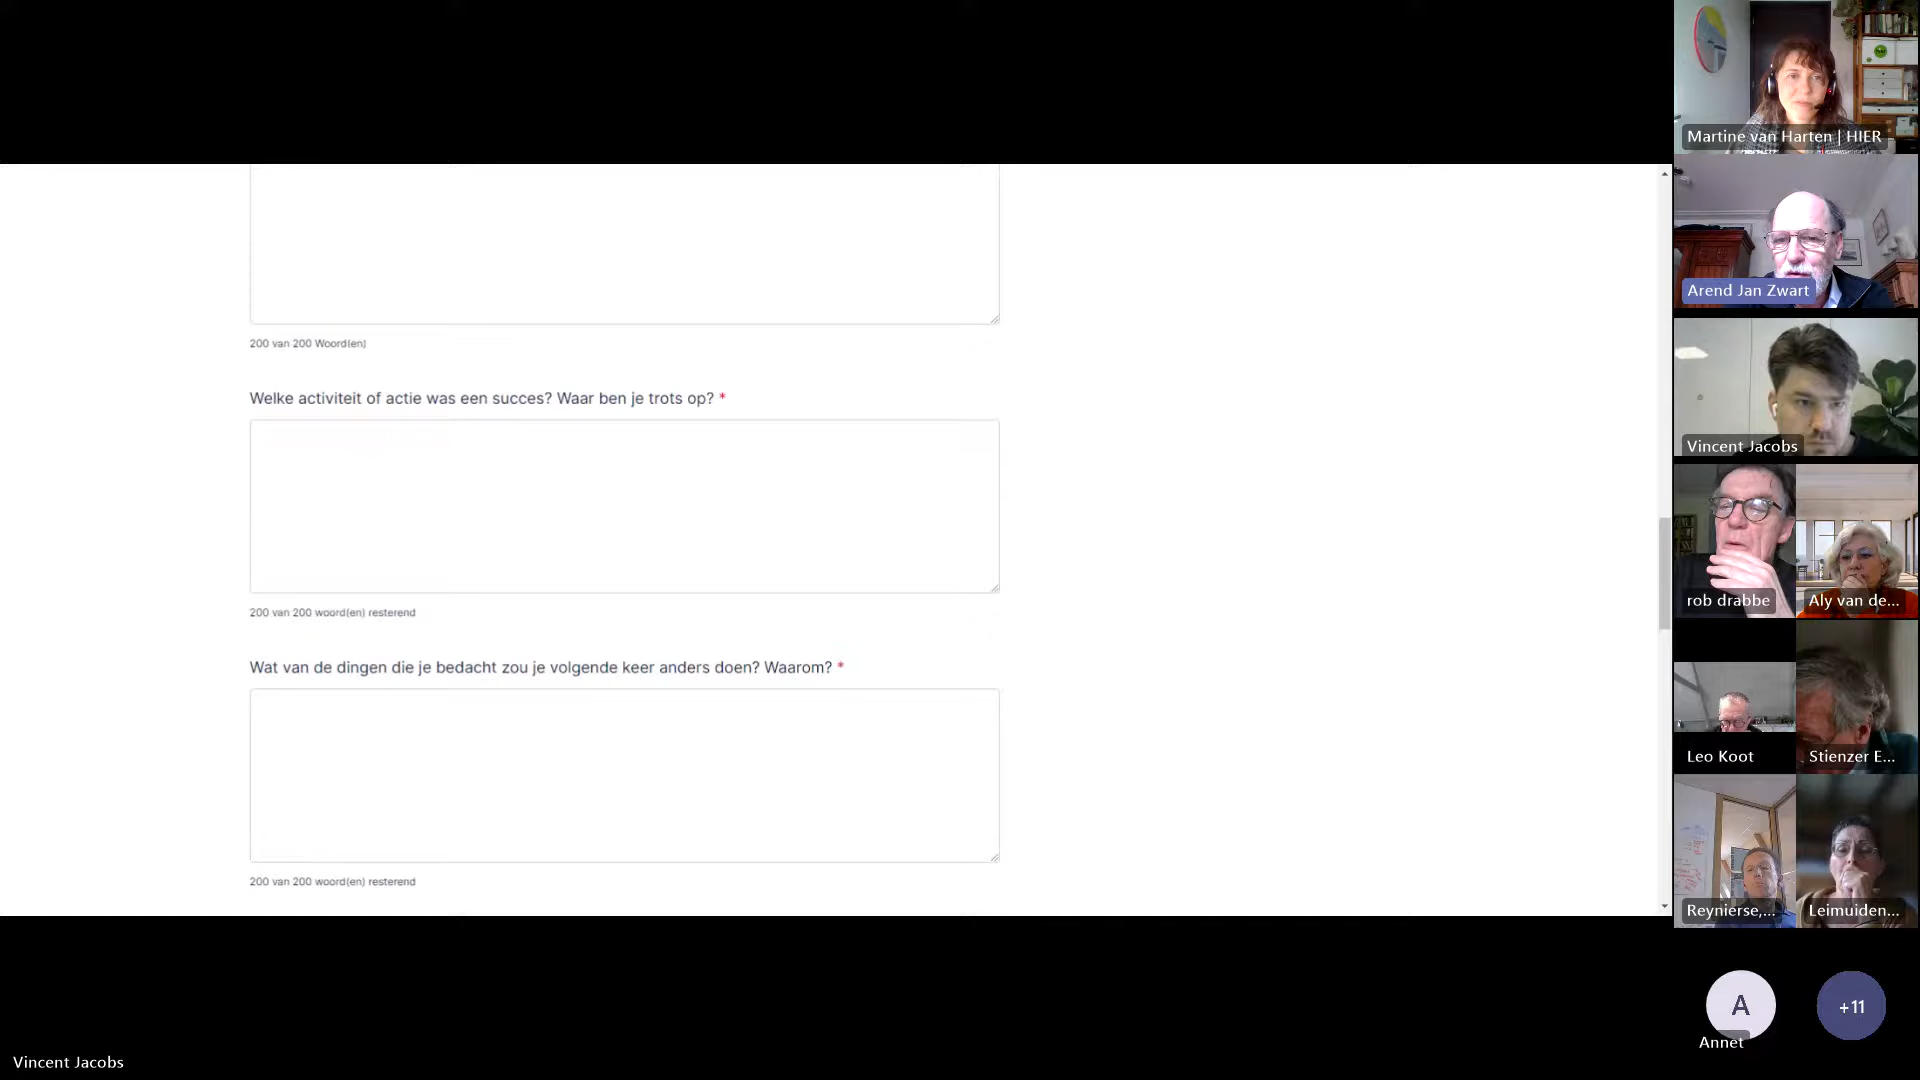 200 van 200 Woord(en)
Welke activiteit of actie was een succes? Waar ben je trots op? *
200 van 200 woord(en) resterend
Wat van de dingen die je bedacht zou je volgende keer anders doen? Waarom? *
200 van 200 woord(en) resterend
Martine van Harten | HIER
Arend Jan Zwart
Vincent Jacobs
rob drabbe
Aly van de...
Leo Koot
Stienzer E...
Reynierse,...
Leimuiden...
A
Annet
+11
Vincent Jacobs